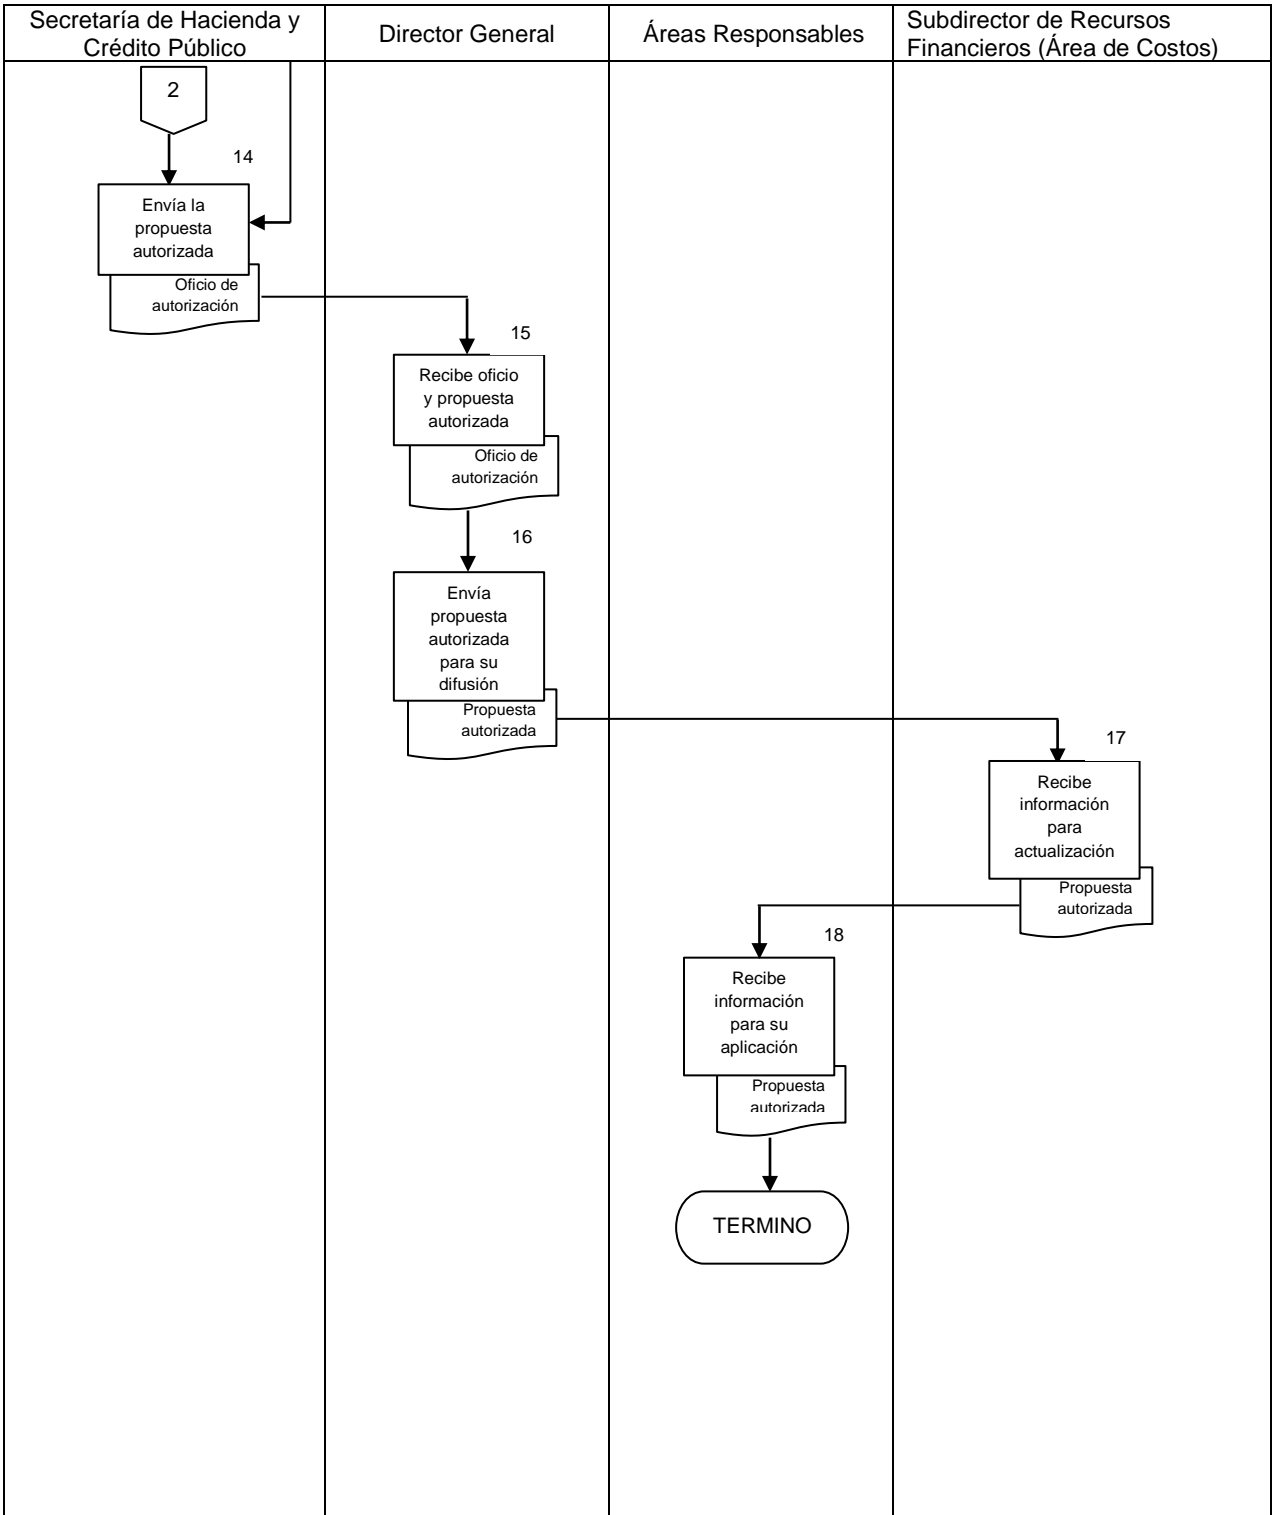 Secretaría de Hacienda y
Crédito Público
Director General
Áreas Responsables
Subdirector de Recursos
Financieros (Área de Costos)
2
14
Envía la
propuesta
autorizada
Oficio de
autorización
15
Recibe oficio
y propuesta
autorizada
Oficio de
autorización
16
Envía
propuesta
autorizada
para su
difusión
Propuesta
autorizada
17
Recibe
información
para
actualización
Propuesta
autorizada
18
Recibe
información
para su
aplicación
Propuesta
autorizada
TERMINO